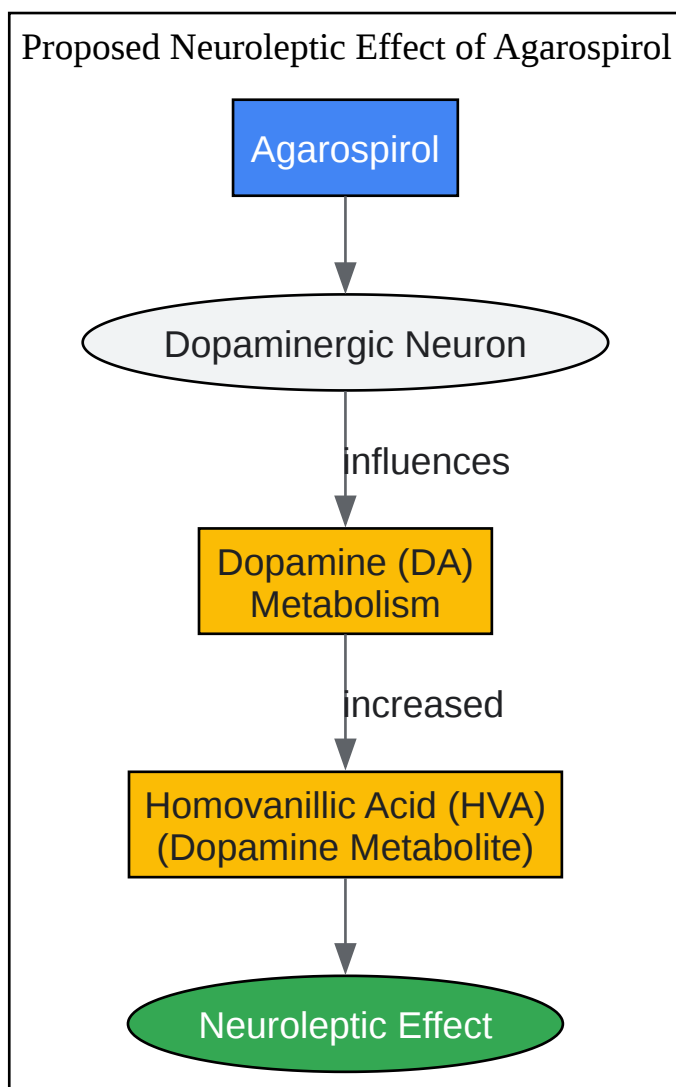 Proposed Neuroleptic Effect of Agarospirol
Agarospirol
Dopaminergic Neuron
influences
Dopamine (DA)
Metabolism
increased
Homovanillic Acid (HVA)
(Dopamine Metabolite)
Neuroleptic Effect